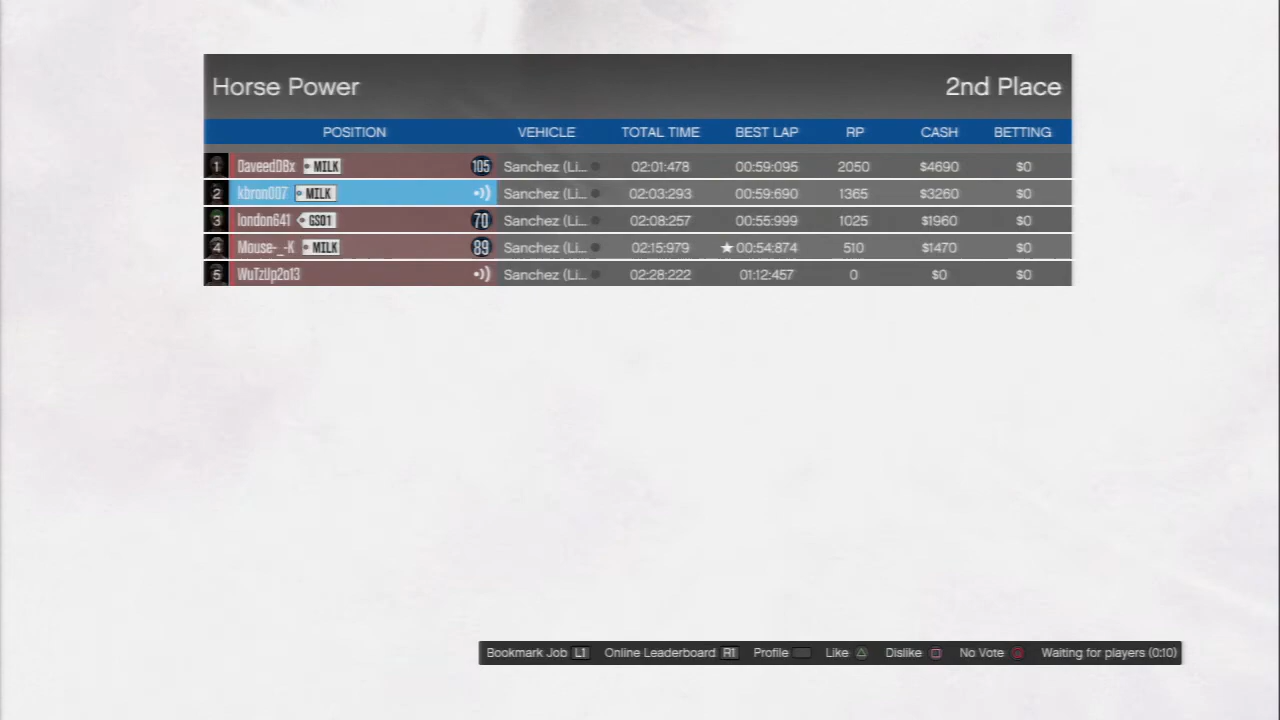 Horse Power 2nd Place
POSITION VEHICLE TOTAL TIME BEST LAP RP CASH BETTING
1 DaveedDBx MILK 105 Sanchez (Li... 02:01:478 00:59:095 2050 $4690 $0
2 kbron007 MILK Sanchez (Li... 02:03:293 00:59:690 1365 $3260 $0
3 london641 GS01 70 Sanchez (Li... 02:08:257 00:55:999 1025 $1960 $0
4 Mouse-_-K MILK 89 Sanchez (Li... 02:15:979 ★ 00:54:874 510 $1470 $0
5 WuTzUp2o13 Sanchez (Li... 02:28:222 01:12:457 0 $0 $0
Bookmark Job L1 Online Leaderboard R1 Profile Like Dislike No Vote Waiting for players (0:10)